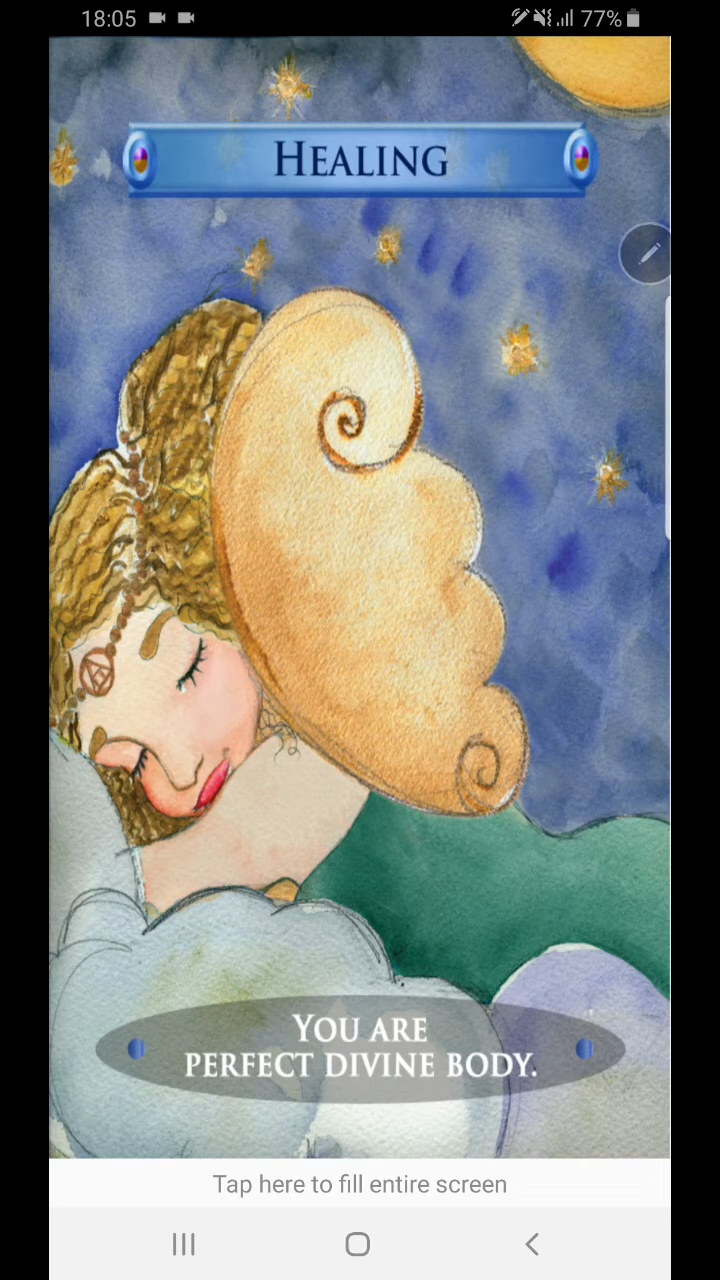 18:05 77%
HEALING
YOU ARE
PERFECT DIVINE BODY.
Tap here to fill entire screen